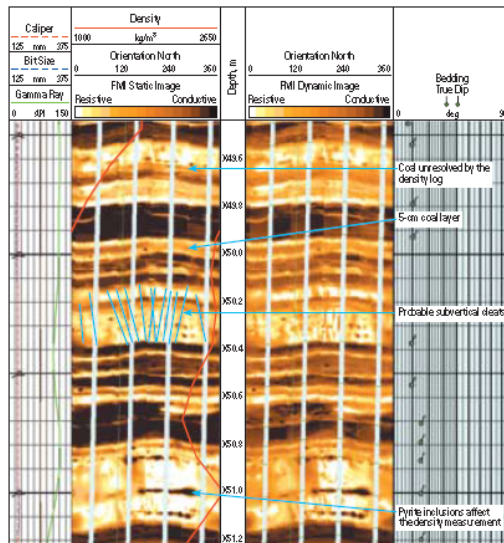 Caliper
125 mm 375
Bit Size
125 mm 375
Gamma Ray
0 gAPI 150
Density
1000 kg/m³ 2650
Orientation North
0 120 240 360
FMI Static Image
Resistive Conductive
Depth, m
Orientation North
0 120 240 360
FMI Dynamic Image
Resistive Conductive
Bedding
True Dip
0 deg 9
X49.6
Coal unresolved by the
density log
X49.8
5-cm coal layer
X50.0
X50.2
Probable subvertical cleats
X50.4
X50.6
X50.8
X51.0
Pyrite inclusions affect
the density measurement
X51.2